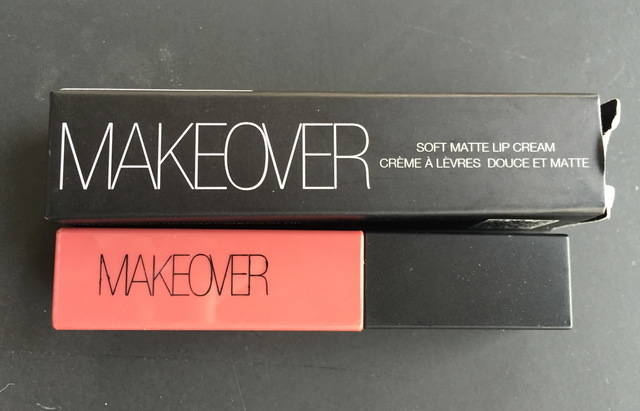 MAKEOVER
SOFT MATTE LIP CREAM
CRÈME À LÈVRES DOUCE ET MATTE
MAKEOVER